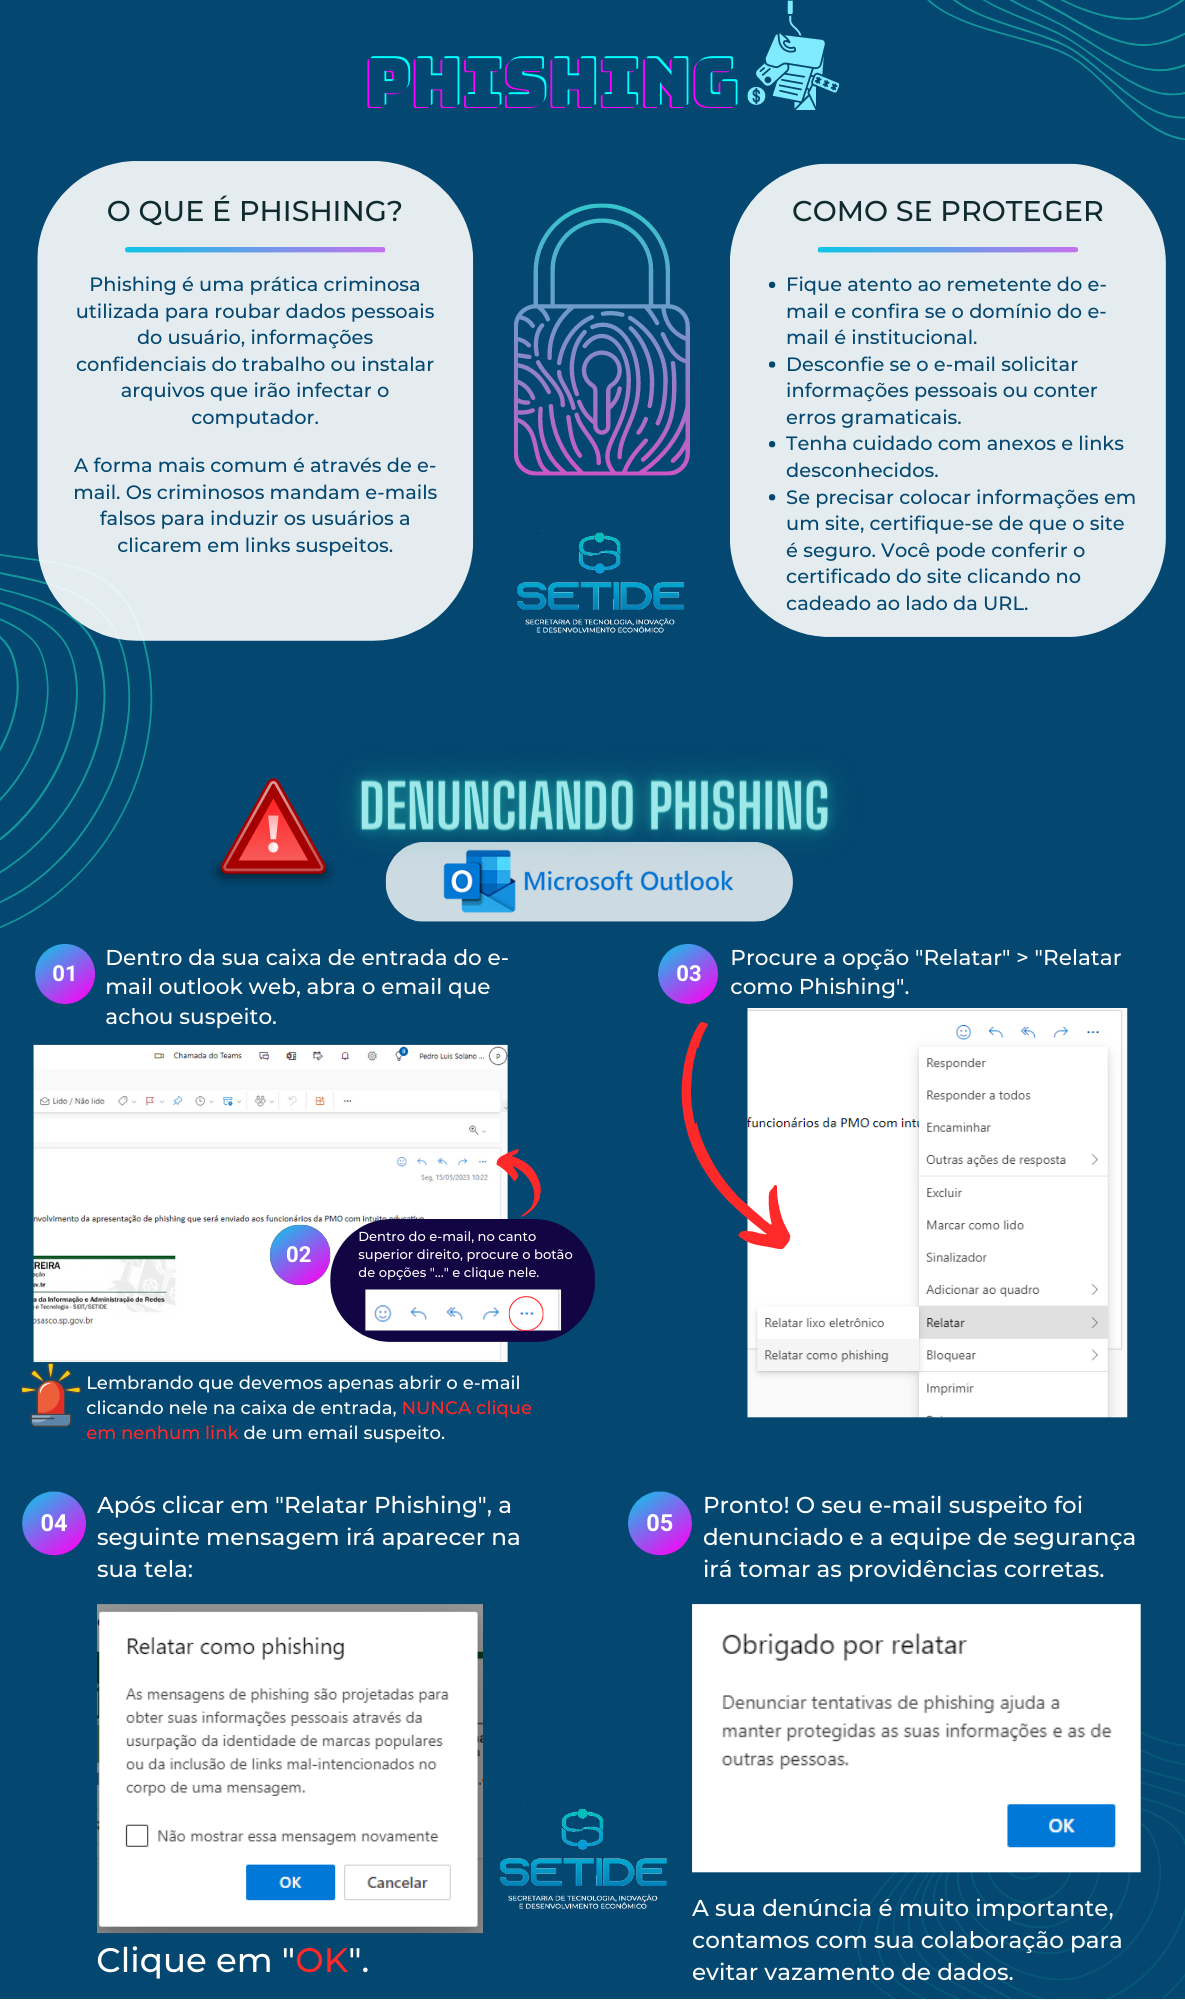 PHISHING
O QUE É PHISHING?
Phishing é uma prática criminosa
utilizada para roubar dados pessoais
do usuário, informações
confidenciais do trabalho ou instalar
arquivos que irão infectar o
computador.
A forma mais comum é através de e-
mail. Os criminosos mandam e-mails
falsos para induzir os usuários a
clicarem em links suspeitos.
COMO SE PROTEGER
• Fique atento ao remetente do e-
mail e confira se o domínio do e-
mail é institucional.
• Desconfie se o e-mail solicitar
informações pessoais ou conter
erros gramaticais.
• Tenha cuidado com anexos e links
desconhecidos.
• Se precisar colocar informações em
um site, certifique-se de que o site
é seguro. Você pode conferir o
certificado do site clicando no
cadeado ao lado da URL.
SETIDE
SECRETARIA DE TECNOLOGIA, INOVAÇÃO
E DESENVOLVIMENTO ECONÔMICO
DENUNCIANDO PHISHING
Microsoft Outlook
01
Dentro da sua caixa de entrada do e-
mail outlook web, abra o email que
achou suspeito.
Chamada do Teams
Pedro Luis Solano ...
P
Lido / Não lido
Seg, 15/05/2023 10:22
nvolvimento da apresentação de phishing que será enviado aos funcionários da PMO com intuito educativo
REIRA
ação
ov.br
a da Informação e Administração de Redes
e Tecnologia - SEIT/SETIDE
osasco.sp.gov.br
02
Dentro do e-mail, no canto
superior direito, procure o botão
de opções "..." e clique nele.
Lembrando que devemos apenas abrir o e-mail
clicando nele na caixa de entrada, NUNCA clique
em nenhum link de um email suspeito.
03
Procure a opção "Relatar" > "Relatar
como Phishing".
funcionários da PMO com intu
Responder
Responder a todos
Encaminhar
Outras ações de resposta
Excluir
Marcar como lido
Sinalizador
Adicionar ao quadro
Relatar
Relatar lixo eletrônico
Relatar como phishing
Bloquear
Imprimir
04
Após clicar em "Relatar Phishing", a
seguinte mensagem irá aparecer na
sua tela:
Relatar como phishing
As mensagens de phishing são projetadas para
obter suas informações pessoais através da
usurpação da identidade de marcas populares
ou da inclusão de links mal-intencionados no
corpo de uma mensagem.
Não mostrar essa mensagem novamente
OK
Cancelar
Clique em "OK".
SETIDE
SECRETARIA DE TECNOLOGIA, INOVAÇÃO
E DESENVOLVIMENTO ECONÔMICO
05
Pronto! O seu e-mail suspeito foi
denunciado e a equipe de segurança
irá tomar as providências corretas.
Obrigado por relatar
Denunciar tentativas de phishing ajuda a
manter protegidas as suas informações e as de
outras pessoas.
OK
A sua denúncia é muito importante,
contamos com sua colaboração para
evitar vazamento de dados.